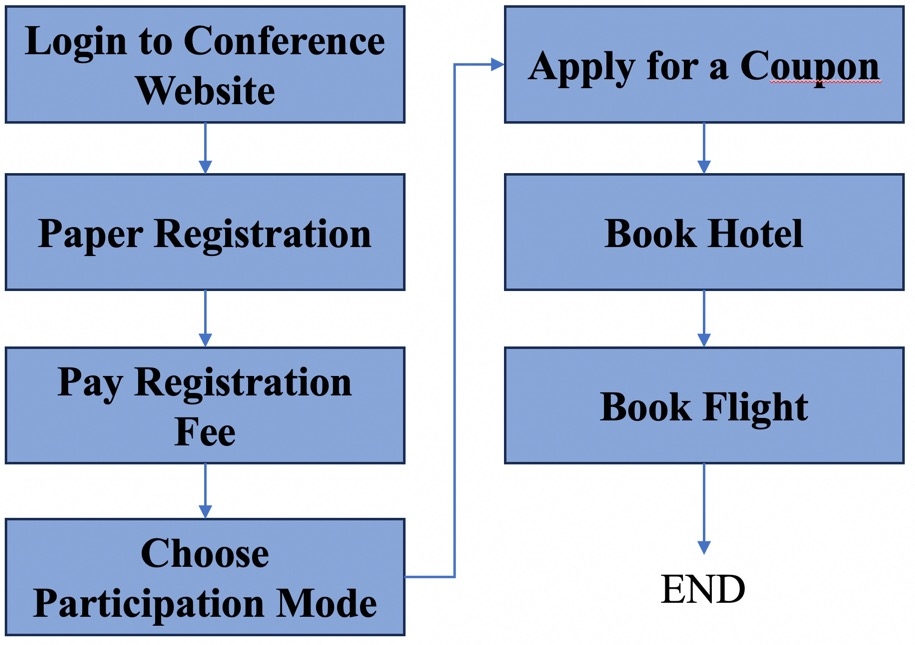 Login to Conference
Website
Paper Registration
Pay Registration
Fee
Choose
Participation Mode
Apply for a Coupon
Book Hotel
Book Flight
END